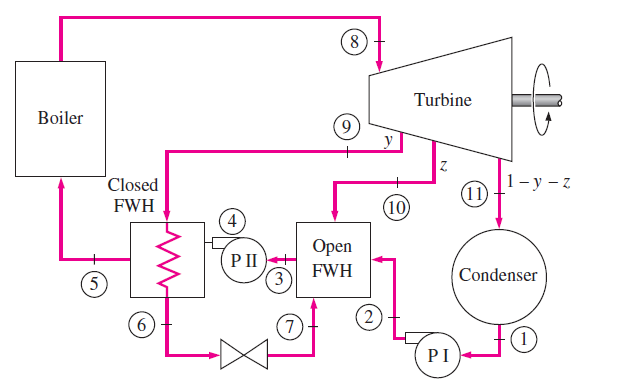 8
Turbine
Boiler
9
y
z
Closed
FWH
10
11
1 – y – z
4
P II
3
Open
FWH
Condenser
5
6
7
2
1
P I